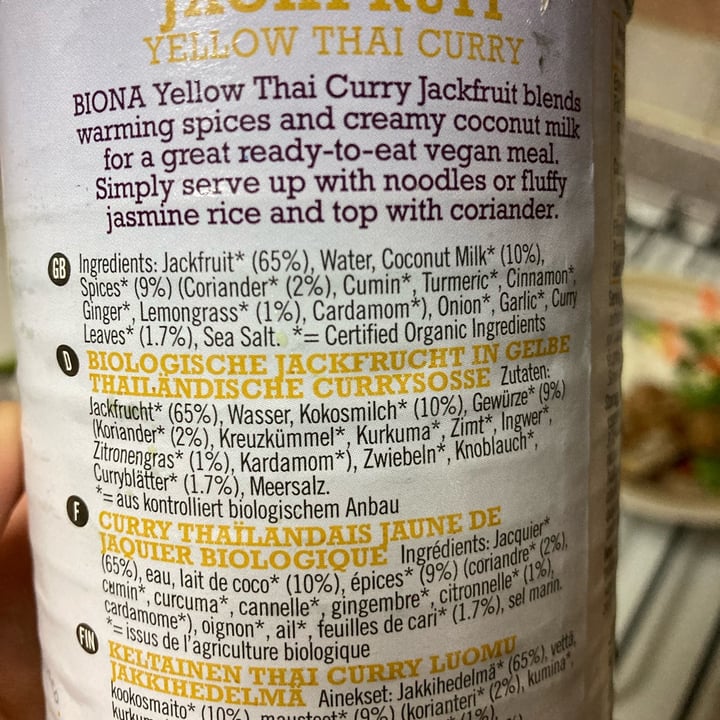 JACKFRUIT
YELLOW THAI CURRY
BIONA Yellow Thai Curry Jackfruit blends
warming spices and creamy coconut milk
for a great ready-to-eat vegan meal.
Simply serve up with noodles or fluffy
jasmine rice and top with coriander.
GB Ingredients: Jackfruit* (65%), Water, Coconut Milk* (10%),
Spices* (9%) (Coriander* (2%), Cumin*, Turmeric*, Cinnamon*,
Ginger*, Lemongrass* (1%), Cardamom*), Onion*, Garlic*, Curry
Leaves* (1.7%), Sea Salt. *= Certified Organic Ingredients
D BIOLOGISCHE JACKFRUCHT IN GELBE
THAILÄNDISCHE CURRYSOSSE Zutaten:
Jackfrucht* (65%), Wasser, Kokosmilch* (10%), Gewürze* (9%)
(Koriander* (2%), Kreuzkümmel*, Kurkuma*, Zimt*, Ingwer*,
Zitronengras* (1%), Kardamom*), Zwiebeln*, Knoblauch*,
Curryblätter* (1.7%), Meersalz.
*= aus kontrolliert biologischem Anbau
F CURRY THAÏLANDAIS JAUNE DE
JAQUIER BIOLOGIQUE Ingrédients: Jacquier*
(65%), eau, lait de coco* (10%), épices* (9%) (coriandre* (2%),
cumin*, curcuma*, cannelle*, gingembre*, citronnelle* (1%),
cardamome*), oignon*, ail*, feuilles de cari* (1.7%), sel marin.
*= issus de l'agriculture biologique
FIN KELTAINEN THAI CURRY LUOMU
JAKKIHEDELMÄ Ainekset: Jakkihedelmä* (65%), vettä,
kookosmaito* (10%), mausteet* (9%) (korianteri* (2%), kumina*,
(1%)